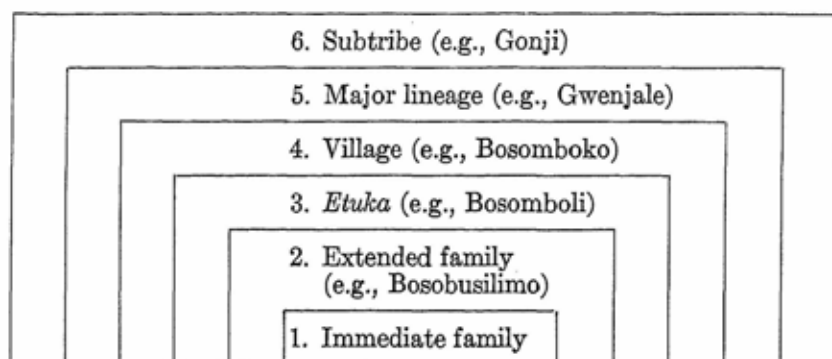 6. Subtribe (e.g., Gonji)
5. Major lineage (e.g., Gwenjale)
4. Village (e.g., Bosomboko)
3. Etuka (e.g., Bosomboli)
2. Extended family
(e.g., Bosobusilimo)
1. Immediate family